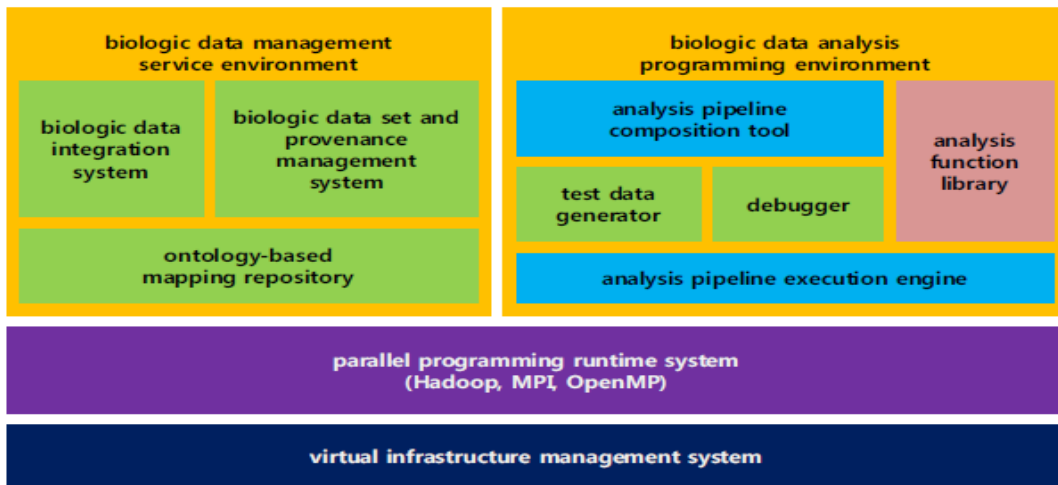 biologic data management
service environment
biologic data
integration
system
biologic data set and
provenance
management
system
ontology-based
mapping repository
biologic data analysis
programming environment
analysis pipeline
composition tool
analysis
function
library
test data
generator
debugger
analysis pipeline execution engine
parallel programming runtime system
(Hadoop, MPI, OpenMP)
virtual infrastructure management system